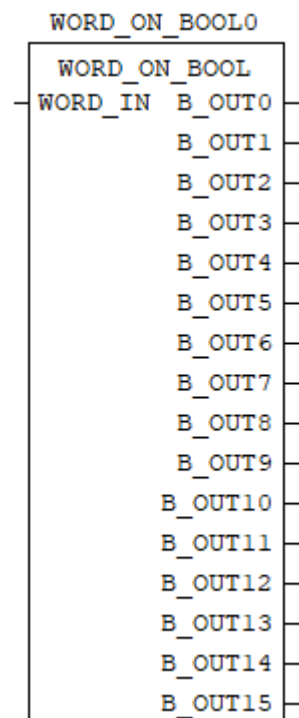 WORD_ON_BOOL0
WORD_ON_BOOL
WORD_IN B_OUT0
B_OUT1
B_OUT2
B_OUT3
B_OUT4
B_OUT5
B_OUT6
B_OUT7
B_OUT8
B_OUT9
B_OUT10
B_OUT11
B_OUT12
B_OUT13
B_OUT14
B_OUT15